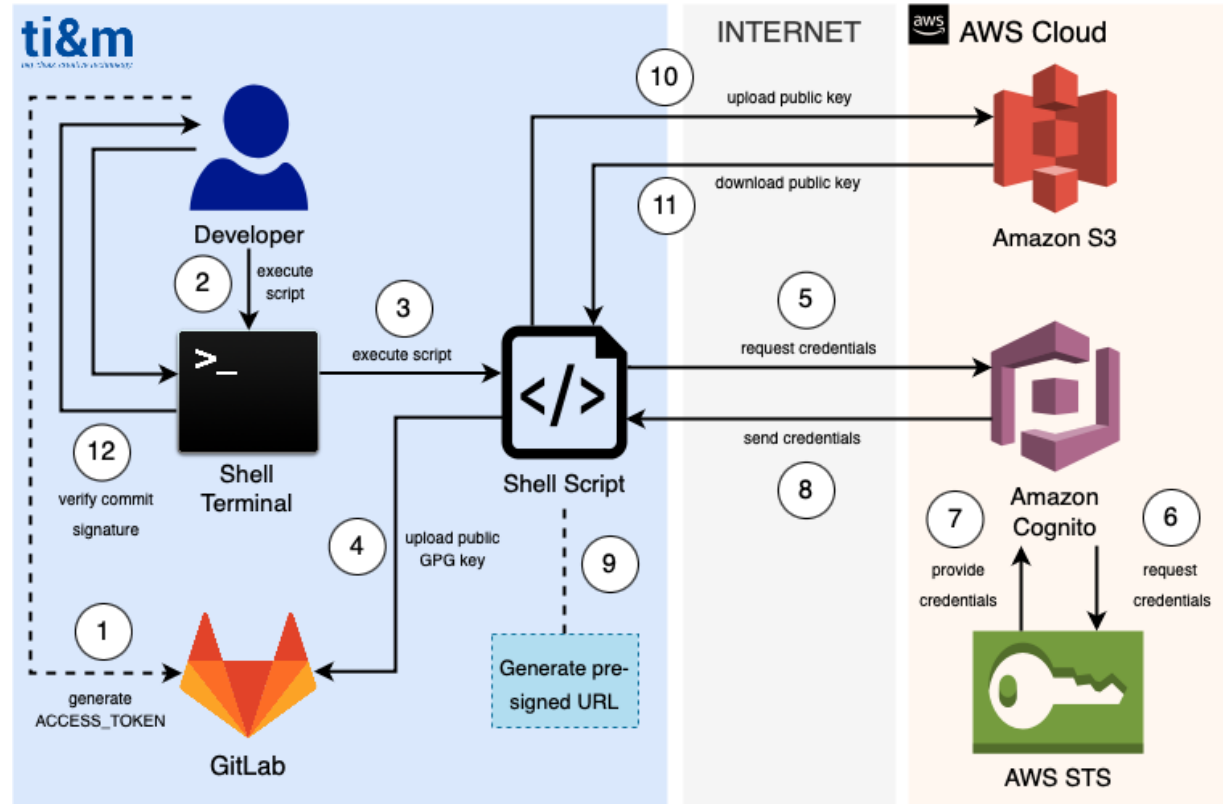 ti&m
INTERNET
aws
AWS Cloud
10
upload public key
download public key
11
Amazon S3
Developer
2
execute
script
3
execute script
5
request credentials
>_
</>
send credentials
8
12
verify commit
signature
Shell
Terminal
Shell Script
4
upload public
GPG key
9
Amazon
Cognito
7
provide
credentials
6
request
credentials
1
generate
ACCESS_TOKEN
Generate pre-
signed URL
GitLab
AWS STS